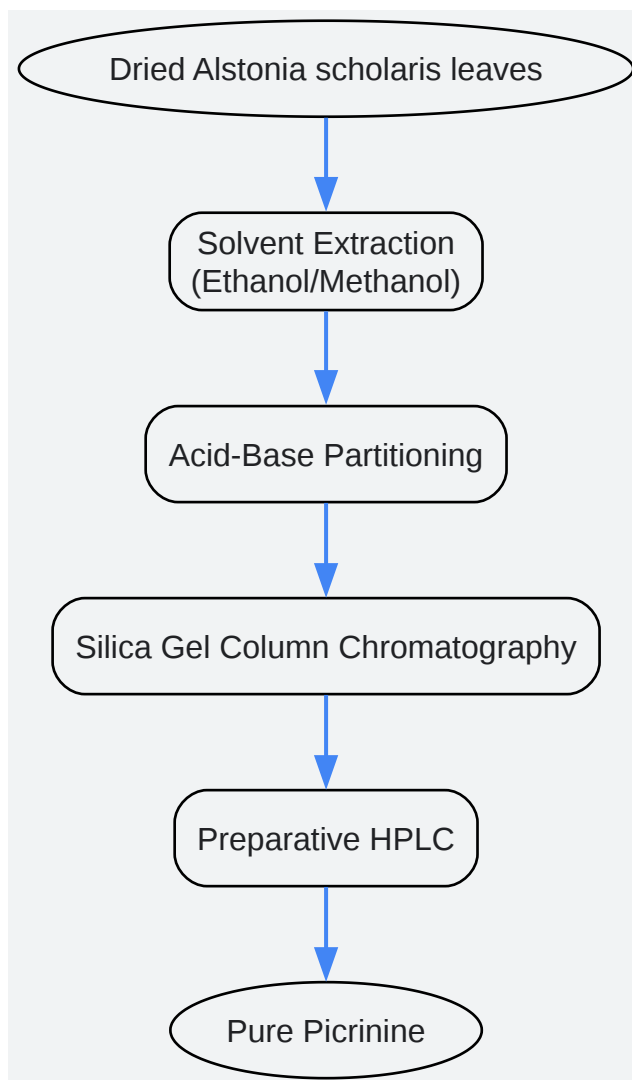 Dried Alstonia scholaris leaves
Solvent Extraction
(Ethanol/Methanol)
Acid-Base Partitioning
Silica Gel Column Chromatography
Preparative HPLC
Pure Picrinine